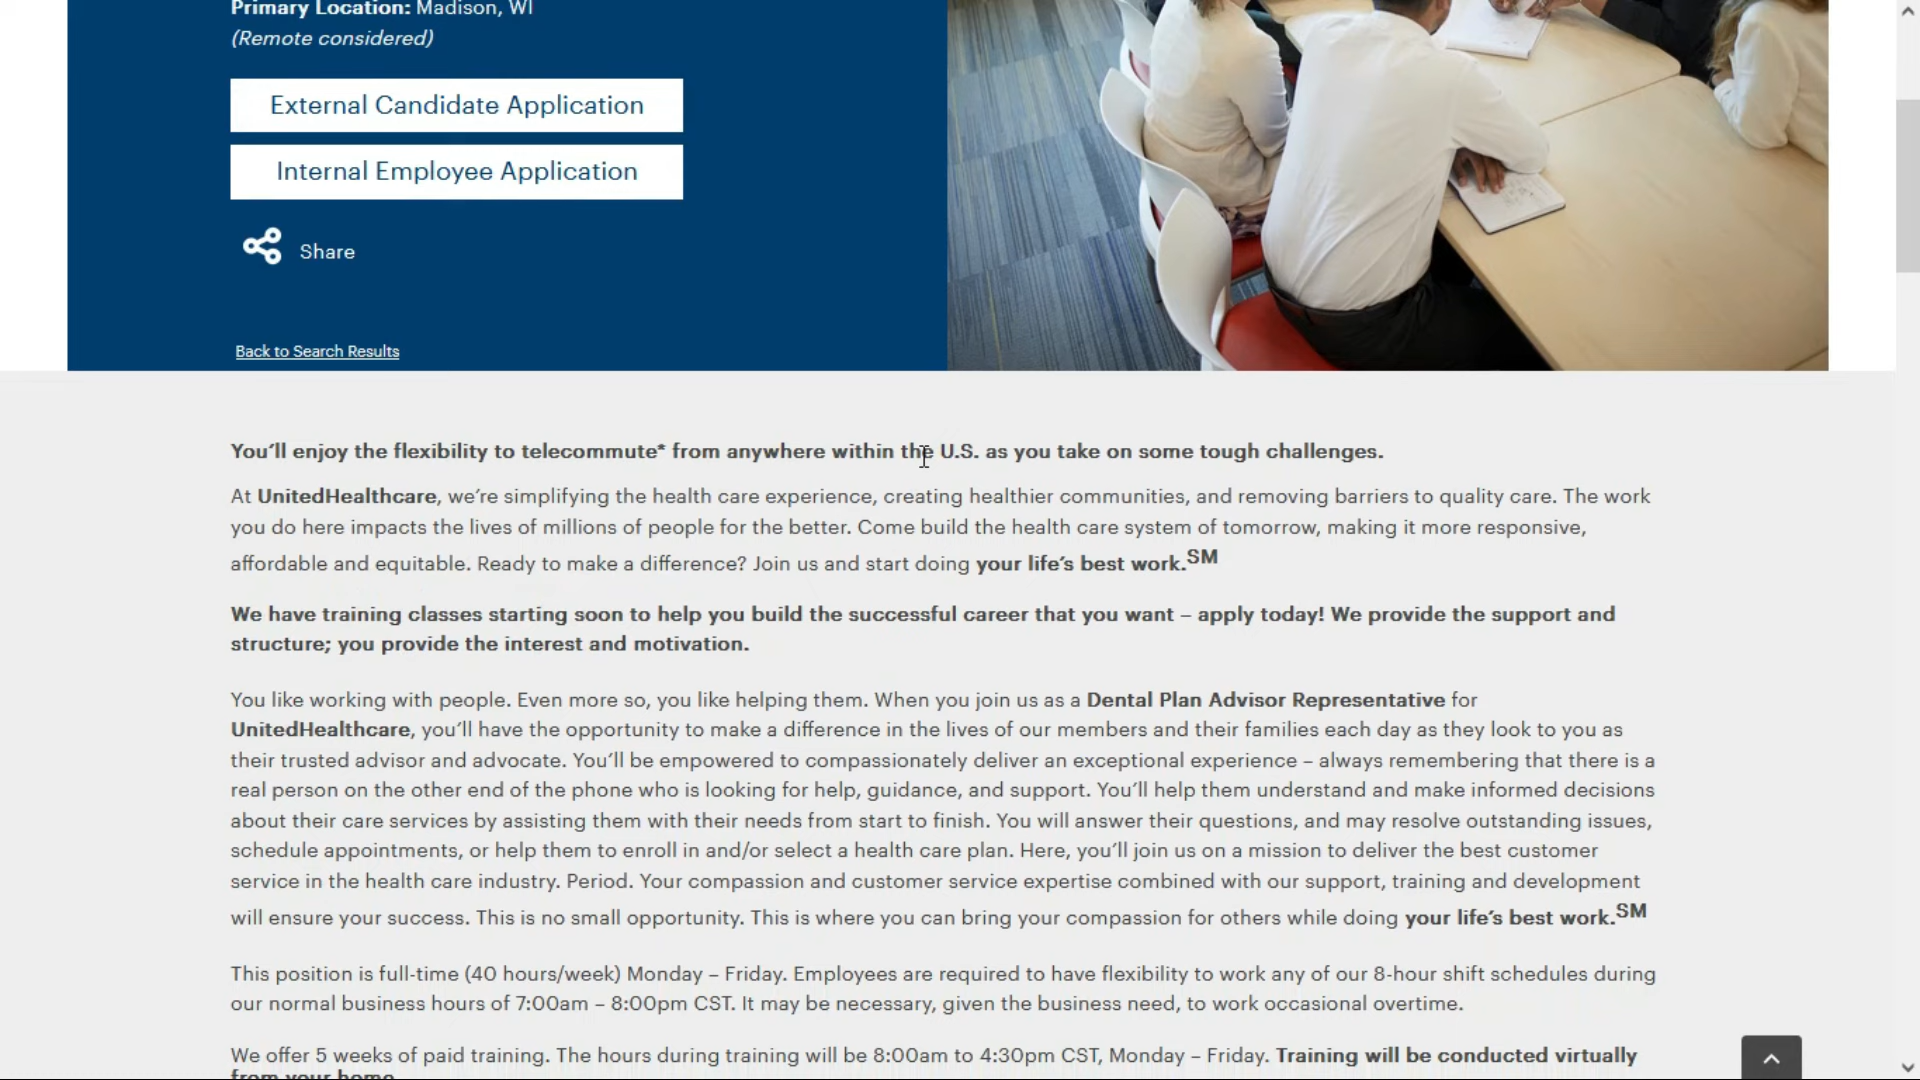 Primary Location: Madison, WI
(Remote considered)
External Candidate Application
Internal Employee Application
Share
Back to Search Results
You’ll enjoy the flexibility to telecommute* from anywhere within the U.S. as you take on some tough challenges.
At UnitedHealthcare, we’re simplifying the health care experience, creating healthier communities, and removing barriers to quality care. The work
you do here impacts the lives of millions of people for the better. Come build the health care system of tomorrow, making it more responsive,
affordable and equitable. Ready to make a difference? Join us and start doing your life’s best work.SM
We have training classes starting soon to help you build the successful career that you want – apply today! We provide the support and
structure; you provide the interest and motivation.
You like working with people. Even more so, you like helping them. When you join us as a Dental Plan Advisor Representative for
UnitedHealthcare, you’ll have the opportunity to make a difference in the lives of our members and their families each day as they look to you as
their trusted advisor and advocate. You’ll be empowered to compassionately deliver an exceptional experience – always remembering that there is a
real person on the other end of the phone who is looking for help, guidance, and support. You’ll help them understand and make informed decisions
about their care services by assisting them with their needs from start to finish. You will answer their questions, and may resolve outstanding issues,
schedule appointments, or help them to enroll in and/or select a health care plan. Here, you’ll join us on a mission to deliver the best customer
service in the health care industry. Period. Your compassion and customer service expertise combined with our support, training and development
will ensure your success. This is no small opportunity. This is where you can bring your compassion for others while doing your life’s best work.SM
This position is full-time (40 hours/week) Monday – Friday. Employees are required to have flexibility to work any of our 8-hour shift schedules during
our normal business hours of 7:00am – 8:00pm CST. It may be necessary, given the business need, to work occasional overtime.
We offer 5 weeks of paid training. The hours during training will be 8:00am to 4:30pm CST, Monday – Friday. Training will be conducted virtually
from your home